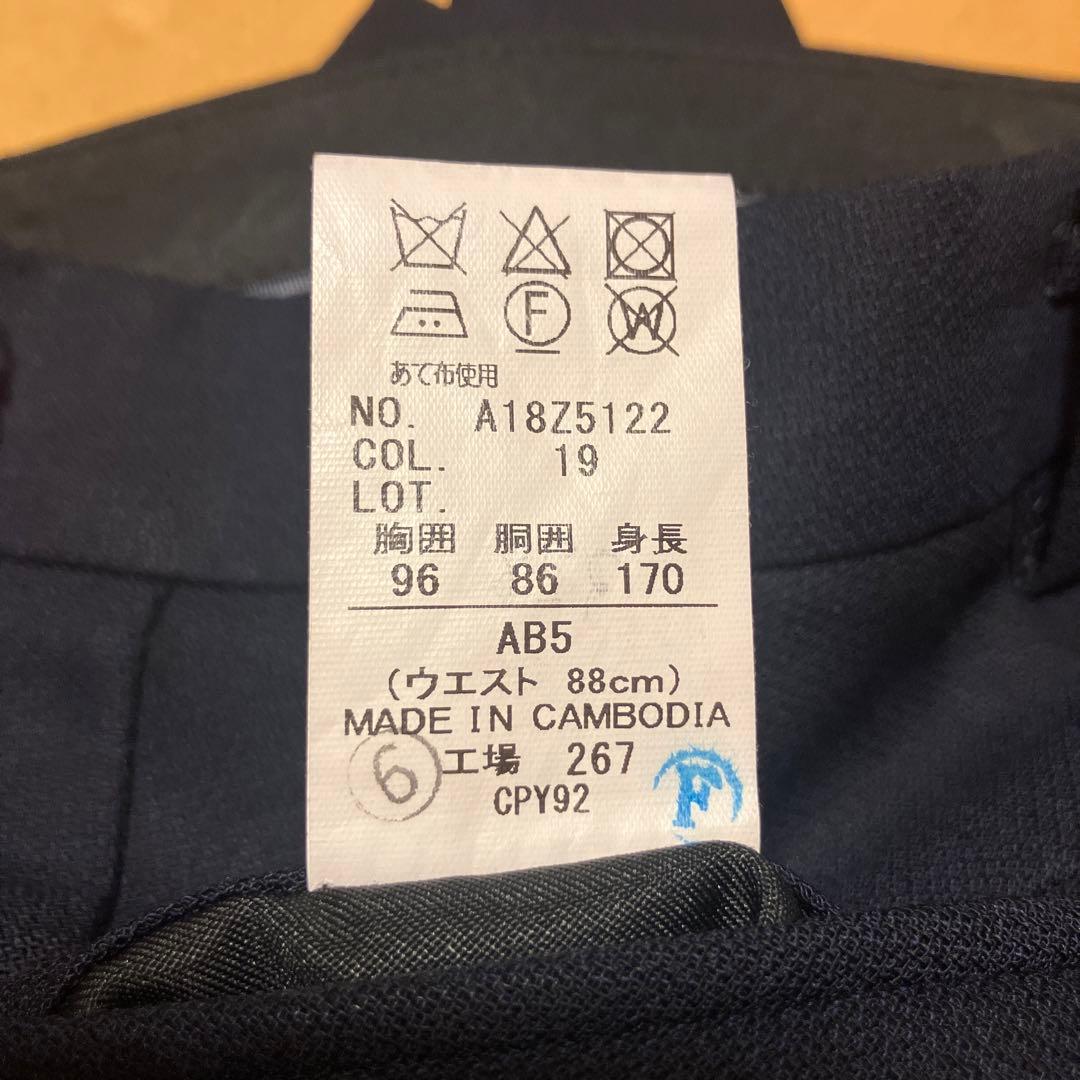 F W
あて布使用
NO. A18Z5122
COL. 19
LOT.
胸囲 胴囲 身長
96 86 170
AB5
(ウエスト 88cm)
MADE IN CAMBODIA
6 工場 267
CPY92 F